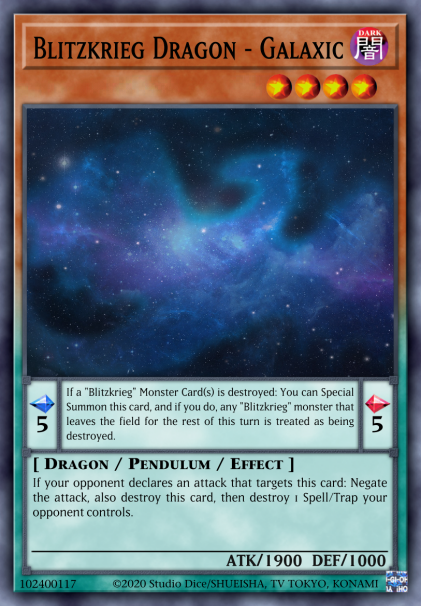 BLITZKRIEG DRAGON - GALAXIC
DARK
闇
If a "Blitzkrieg" Monster Card(s) is destroyed: You can Special
Summon this card, and if you do, any "Blitzkrieg" monster that
leaves the field for the rest of this turn is treated as being
destroyed.
5
5
[ DRAGON / PENDULUM / EFFECT ]
If your opponent declares an attack that targets this card: Negate
the attack, also destroy this card, then destroy 1 Spell/Trap your
opponent controls.
ATK/1900 DEF/1000
102400117
©2020 Studio Dice/SHUEISHA, TV TOKYO, KONAMI